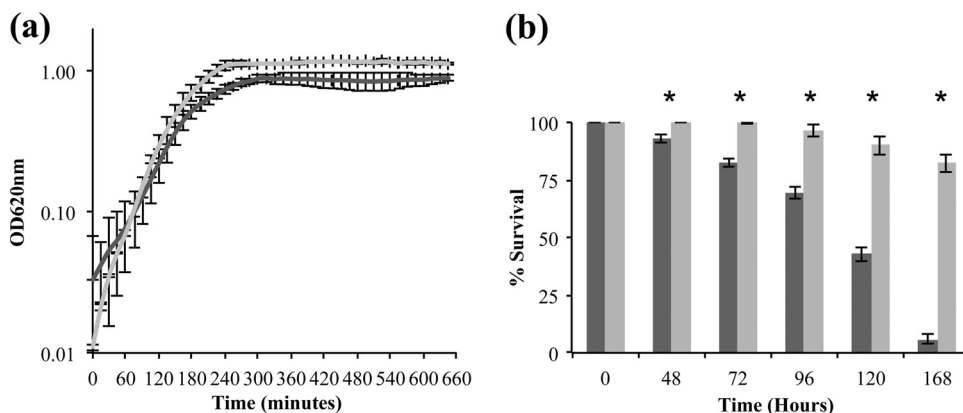 (a)
1.00
0.10
0.01
OD620nm
0 60 120 180 240 300 360 420 480 540 600 660
Time (minutes)
(b)
* * * * *
100
75
50
25
0
% Survival
0 48 72 96 120 168
Time (Hours)